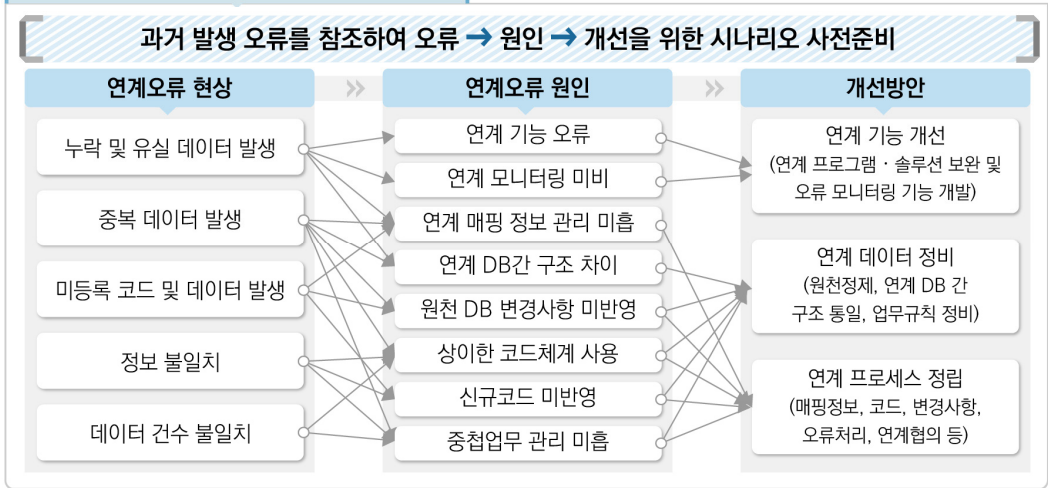 과거 발생 오류를 참조하여 오류 → 원인 → 개선을 위한 시나리오 사전준비
연계오류 현상
누락 및 유실 데이터 발생
중복 데이터 발생
미등록 코드 및 데이터 발생
정보 불일치
데이터 건수 불일치
연계오류 원인
연계 기능 오류
연계 모니터링 미비
연계 매핑 정보 관리 미흡
연계 DB간 구조 차이
원천 DB 변경사항 미반영
상이한 코드체계 사용
신규코드 미반영
중첩업무 관리 미흡
개선방안
연계 기능 개선
(연계 프로그램 · 솔루션 보완 및
오류 모니터링 기능 개발)
연계 데이터 정비
(원천정제, 연계 DB 간
구조 통일, 업무규칙 정비)
연계 프로세스 정립
(매핑정보, 코드, 변경사항,
오류처리, 연계협의 등)